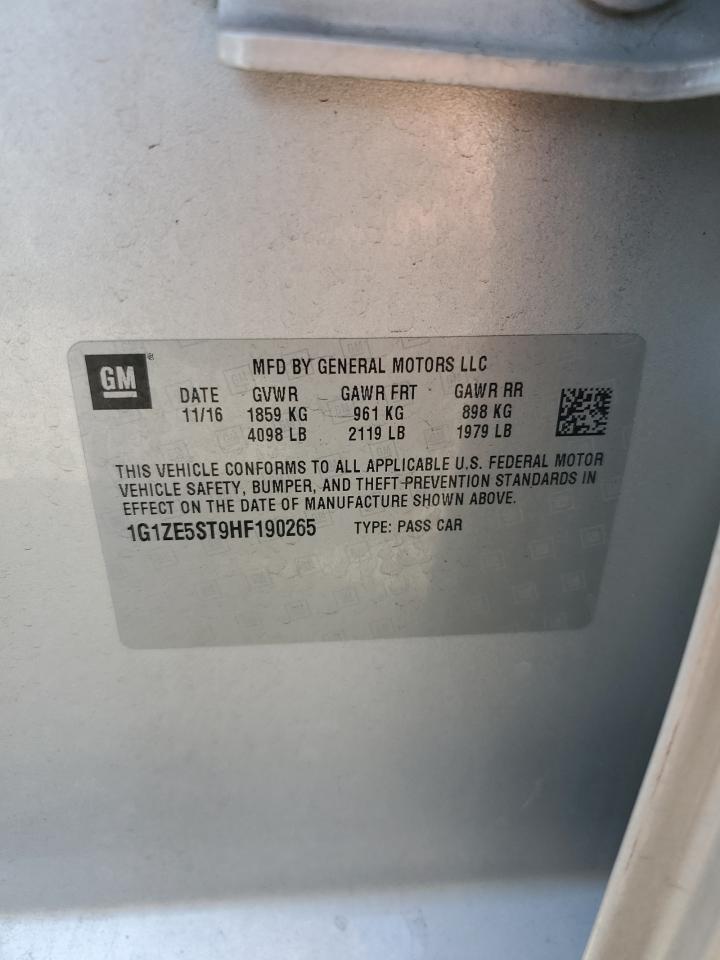 GM®
MFD BY GENERAL MOTORS LLC
DATE GVWR GAWR FRT GAWR RR
11/16 1859 KG 961 KG 898 KG
4098 LB 2119 LB 1979 LB
THIS VEHICLE CONFORMS TO ALL APPLICABLE U.S. FEDERAL MOTOR
VEHICLE SAFETY, BUMPER, AND THEFT-PREVENTION STANDARDS IN
EFFECT ON THE DATE OF MANUFACTURE SHOWN ABOVE.
1G1ZE5ST9HF190265 TYPE: PASS CAR